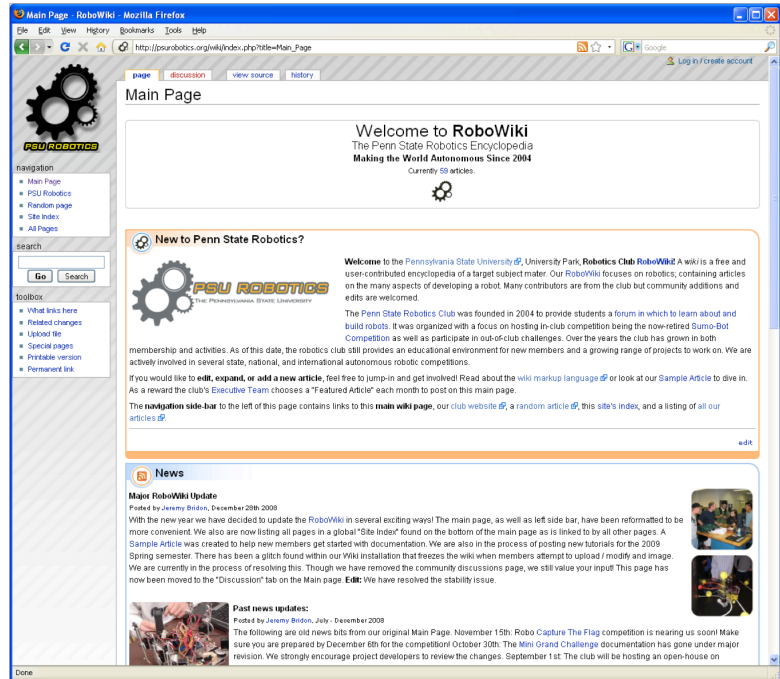 Main Page - RoboWiki - Mozilla Firefox
File Edit View History Bookmarks Tools Help
http://psurobotics.org/wiki/index.php?title=Main_Page
Google
Log in / create account
page discussion view source history
Main Page
PSU ROBOTICS
navigation
Main Page
PSU Robotics
Random page
Site Index
All Pages
search
Go Search
toolbox
What links here
Related changes
Upload file
Special pages
Printable version
Permanent link
Welcome to RoboWiki
The Penn State Robotics Encyclopedia
Making the World Autonomous Since 2004
Currently 59 articles.
New to Penn State Robotics?
PSU ROBOTICS
THE PENNSYLVANIA STATE UNIVERSITY
Welcome to the Pennsylvania State University, University Park, Robotics Club RoboWiki! A wiki is a free and
user-contributed encyclopedia of a target subject mater. Our RoboWiki focuses on robotics; containing articles
on the many aspects of developing a robot. Many contributors are from the club but community additions and
edits are welcomed.
The Penn State Robotics Club was founded in 2004 to provide students a forum in which to learn about and
build robots. It was organized with a focus on hosting in-club competition being the now-retired Sumo-Bot
Competition as well as participate in out-of-club challenges. Over the years the club has grown in both
membership and activities. As of this date, the robotics club still provides an educational environment for new members and a growing range of projects to work on. We are
actively involved in several state, national, and international autonomous robotic competitions.
If you would like to edit, expand, or add a new article, feel free to jump-in and get involved! Read about the wiki markup language or look at our Sample Article to dive in.
As a reward the club's Executive Team chooses a "Featured Article" each month to post on this main page.
The navigation side-bar to the left of this page contains links to this main wiki page, our club website, a random article, this site's index, and a listing of all our
articles.
edit
News
Major RoboWiki Update
Posted by Jeremy Bridon, December 28th 2008
With the new year we have decided to update the RoboWiki in several exciting ways! The main page, as well as left side bar, have been reformatted to be
more convenient. We also are now listing all pages in a global "Site Index" found on the bottom of the main page as is linked to by all other pages. A
Sample Article was created to help new members get started with documentation. We are also in the process of posting new tutorials for the 2009
Spring semester. There has been a glitch found within our Wiki installation that freezes the wiki when members attempt to upload / modify and image.
We are currently in the process of resolving this. Though we have removed the community discussions page, we still value your input! This page has
now been moved to the "Discussion" tab on the Main page. Edit: We have resolved the stability issue.
Past news updates:
Posted by Jeremy Bridon, July - December 2008
The following are old news bits from our original Main Page. November 15th: Robo Capture The Flag competition is nearing us soon! Make
sure you are prepared by December 6th for the competition! October 30th: The Mini Grand Challenge documentation has gone under major
revision. We strongly encourage project developers to review the changes. September 1st: The club will be hosting an open-house on
Done